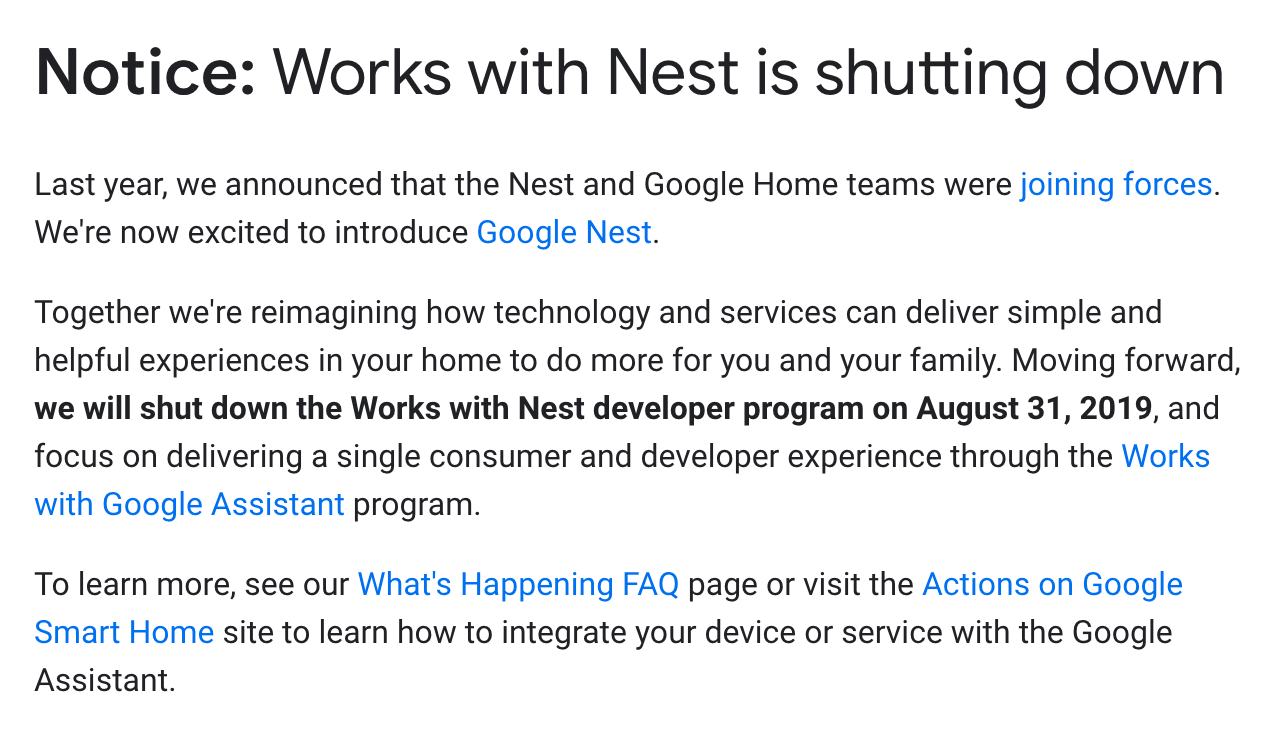 Notice: Works with Nest is shutting down
Last year, we announced that the Nest and Google Home teams were joining forces.
We're now excited to introduce Google Nest.
Together we're reimagining how technology and services can deliver simple and
helpful experiences in your home to do more for you and your family. Moving forward,
we will shut down the Works with Nest developer program on August 31, 2019, and
focus on delivering a single consumer and developer experience through the Works
with Google Assistant program.
To learn more, see our What's Happening FAQ page or visit the Actions on Google
Smart Home site to learn how to integrate your device or service with the Google
Assistant.